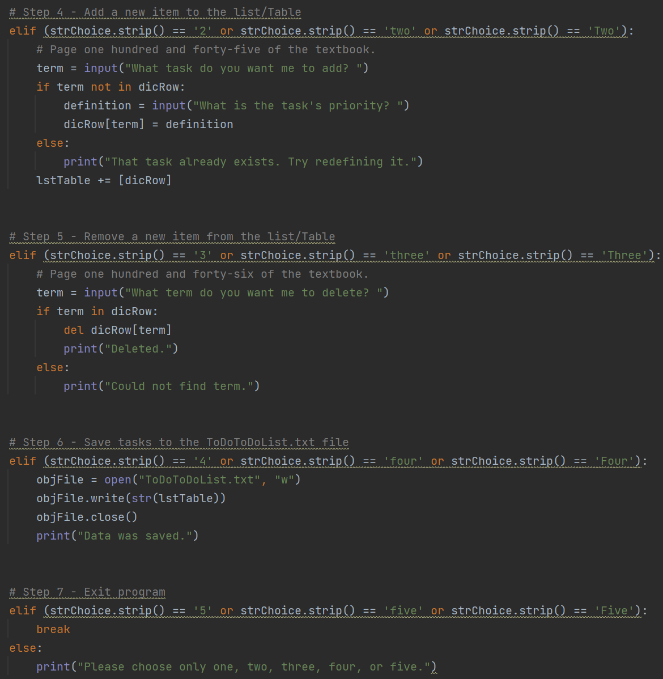 # Step 4 - Add a new item to the list/Table
elif (strChoice.strip() == '2' or strChoice.strip() == 'two' or strChoice.strip() == 'Two'):
    # Page one hundred and forty-five of the textbook.
    term = input("What task do you want me to add? ")
    if term not in dicRow:
        definition = input("What is the task's priority? ")
        dicRow[term] = definition
    else:
        print("That task already exists. Try redefining it.")
    lstTable += [dicRow]
# Step 5 - Remove a new item from the list/Table
elif (strChoice.strip() == '3' or strChoice.strip() == 'three' or strChoice.strip() == 'Three'):
    # Page one hundred and forty-six of the textbook.
    term = input("What term do you want me to delete? ")
    if term in dicRow:
        del dicRow[term]
        print("Deleted.")
    else:
        print("Could not find term.")
# Step 6 - Save tasks to the ToDoToDoList.txt file
elif (strChoice.strip() == '4' or strChoice.strip() == 'four' or strChoice.strip() == 'Four'):
    objFile = open("ToDoToDoList.txt", "w")
    objFile.write(str(lstTable))
    objFile.close()
    print("Data was saved.")
# Step 7 - Exit program
elif (strChoice.strip() == '5' or strChoice.strip() == 'five' or strChoice.strip() == 'Five'):
    break
else:
    print("Please choose only one, two, three, four, or five.")